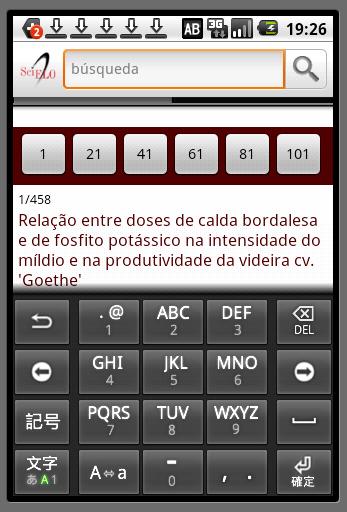 2 AB 3G 19:26
SciELO búsqueda
1 21 41 61 81 101
1/458
Relação entre doses de calda bordalesa
e de fosfito potássico na intensidade do
míldio e na produtividade da videira cv.
'Goethe'
. @ ABC DEF
1 2 3 DEL
GHI JKL MNO
4 5 6
記号 PQRS TUV WXYZ
7 8 9
文字 A⇔a - , .
あA1 0 確定